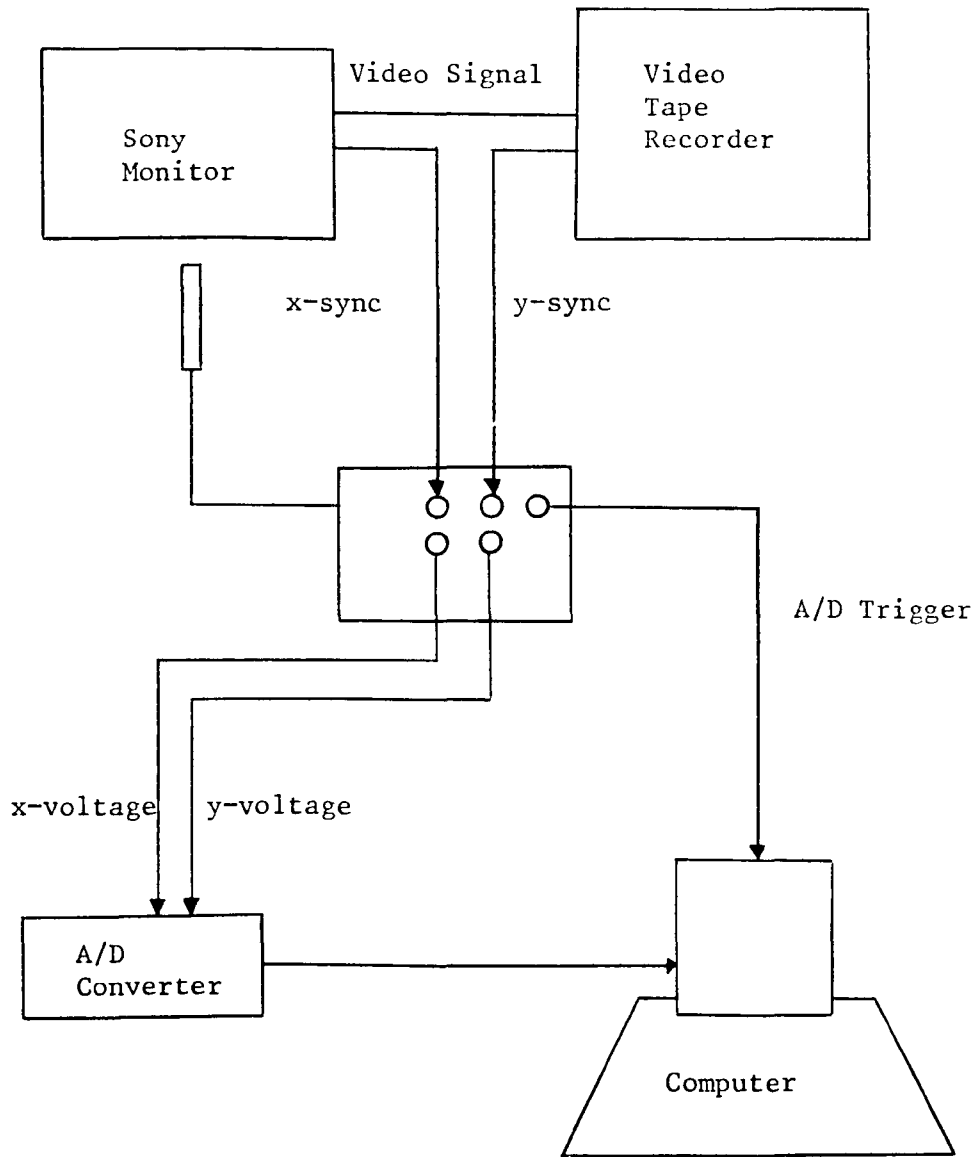 Video Signal
Sony
Monitor
Video
Tape
Recorder
x-sync
y-sync
A/D Trigger
x-voltage
y-voltage
A/D
Converter
Computer